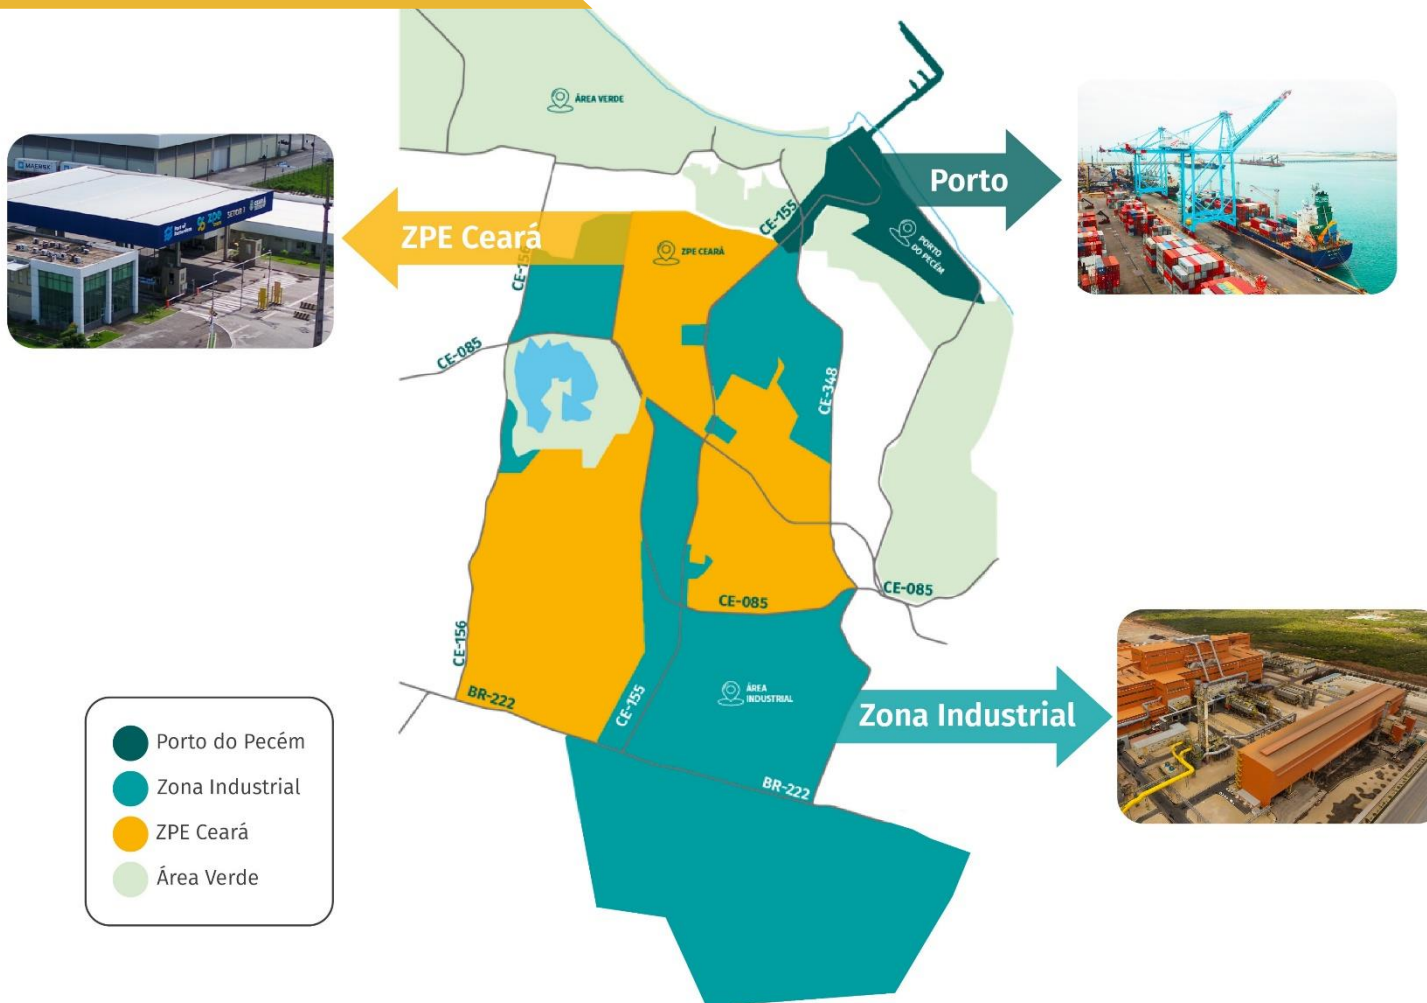 ÁREA VERDE
MAERSK
ZPE Ceará
Porto
CE-155
ZPE CEARÁ
PORTO
DO PECÉM
CE-085
CE-348
CE-085
CE-085
CE-156
BR-222
CE-155
ÁREA
INDUSTRIAL
Zona Industrial
BR-222
Porto do Pecém
Zona Industrial
ZPE Ceará
Área Verde